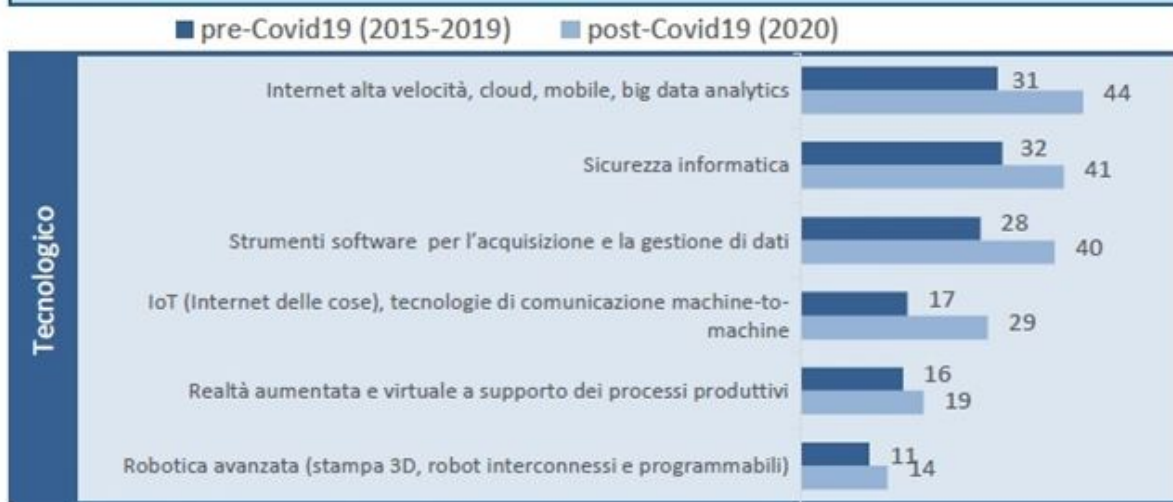 pre-Covid19 (2015-2019) post-Covid19 (2020)
Tecnologico
Internet alta velocità, cloud, mobile, big data analytics
31
44
Sicurezza informatica
32
41
Strumenti software per l'acquisizione e la gestione di dati
28
40
IoT (Internet delle cose), tecnologie di comunicazione machine-to-
machine
17
29
Realtà aumentata e virtuale a supporto dei processi produttivi
16
19
Robotica avanzata (stampa 3D, robot interconnessi e programmabili)
11
14